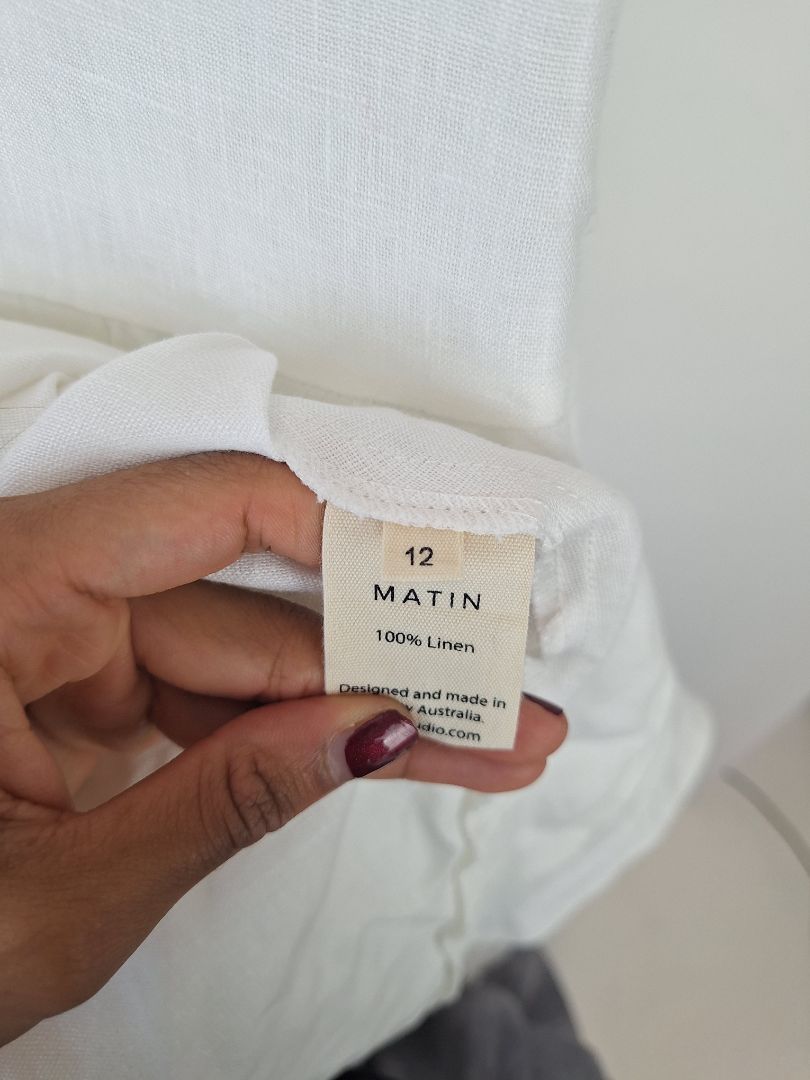 12
MATIN
100% Linen
Designed and made in
Australia.